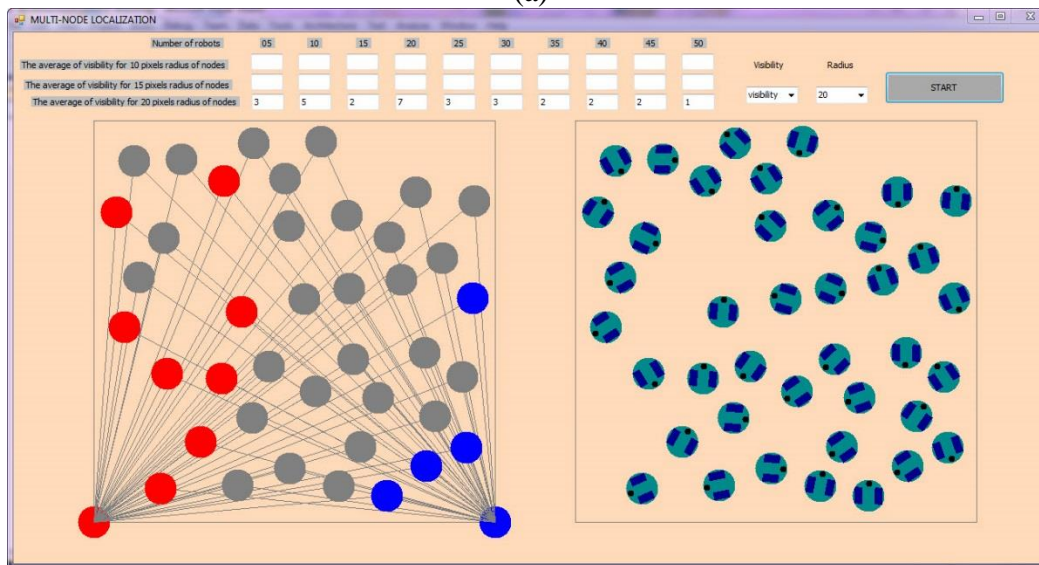 (a)
MULTI-NODE LOCALIZATION
Number of robots 05 10 15 20 25 30 35 40 45 50
The average of visibility for 10 pixels radius of nodes
The average of visibility for 15 pixels radius of nodes
The average of visibility for 20 pixels radius of nodes 3 5 2 7 3 3 2 2 2 1
Visibility Radius
visibility 20
START